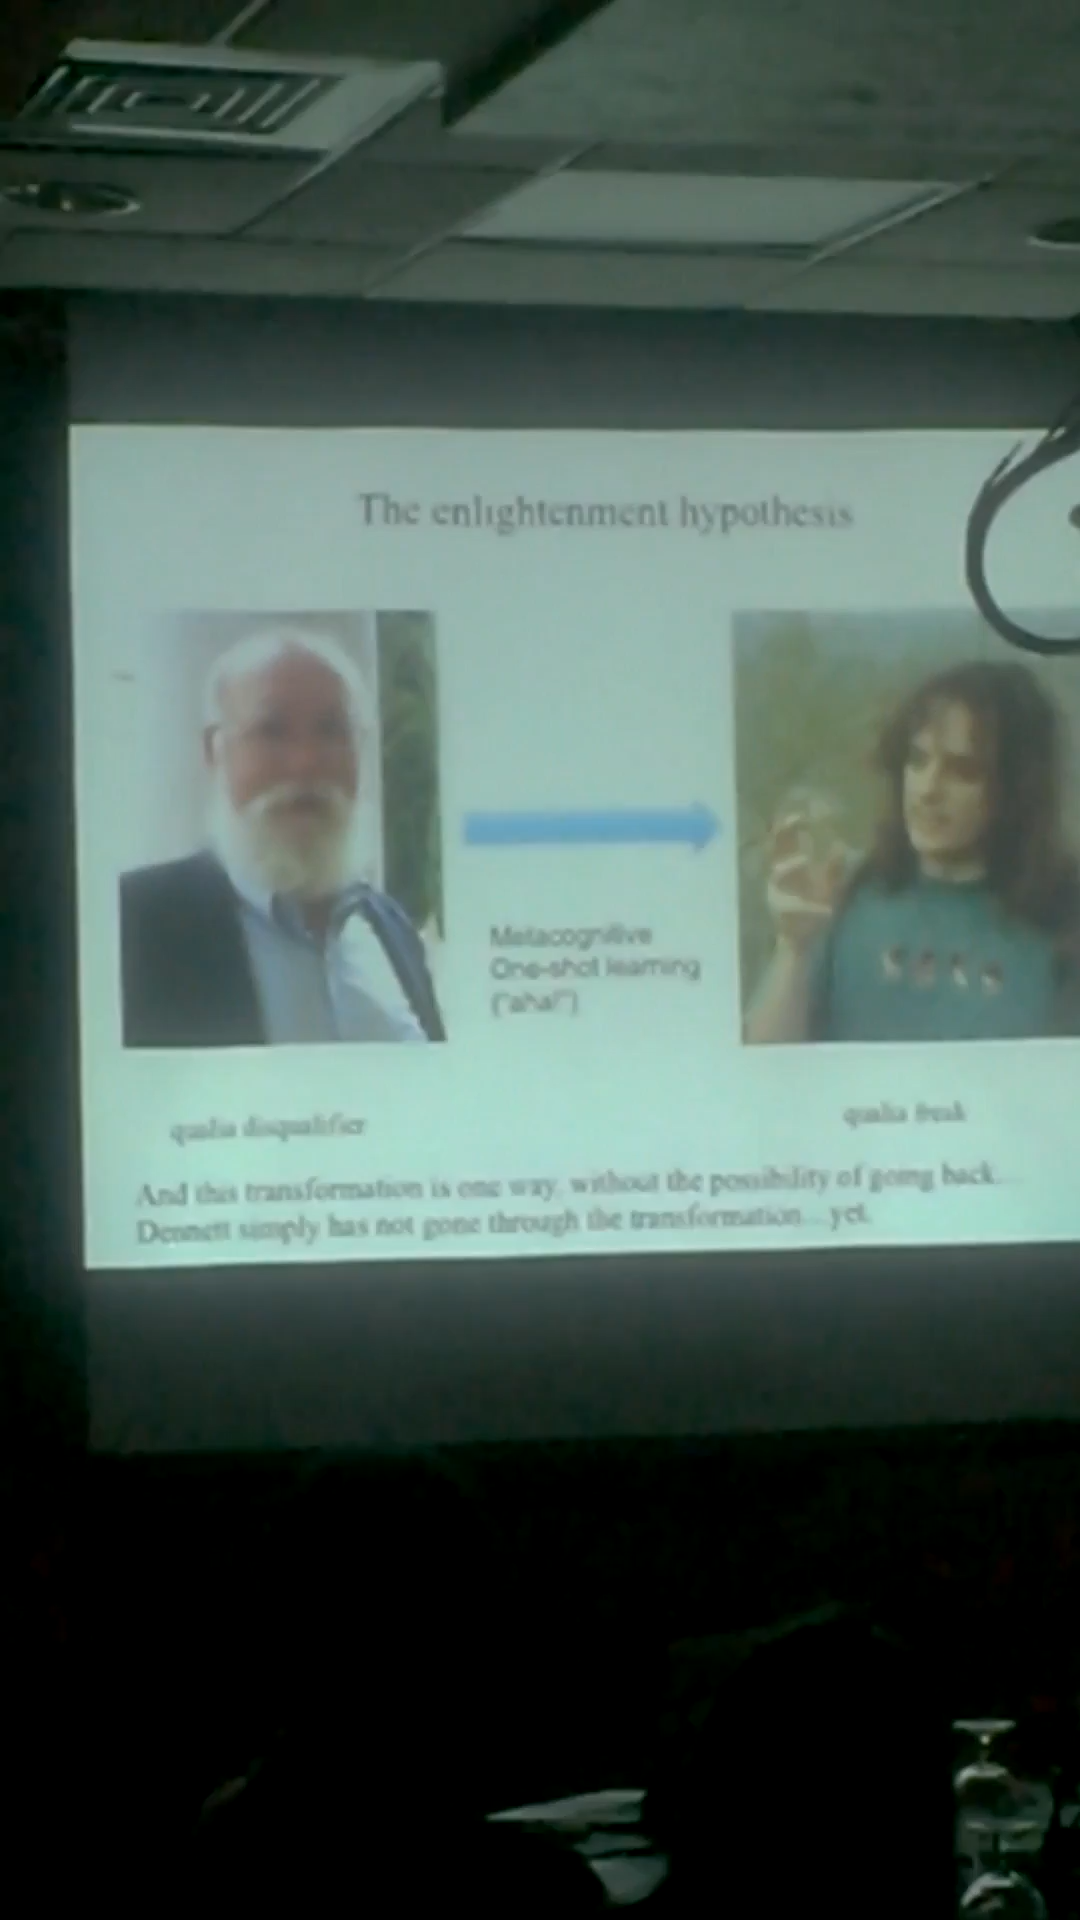 The enlightenment hypothesis
Metacognitive
One-shot learning
("aha!")
qualia disqualifier
qualia freak
And this transformation is one way, without the possibility of going back...
Dennett simply has not gone through the transformation... yet.